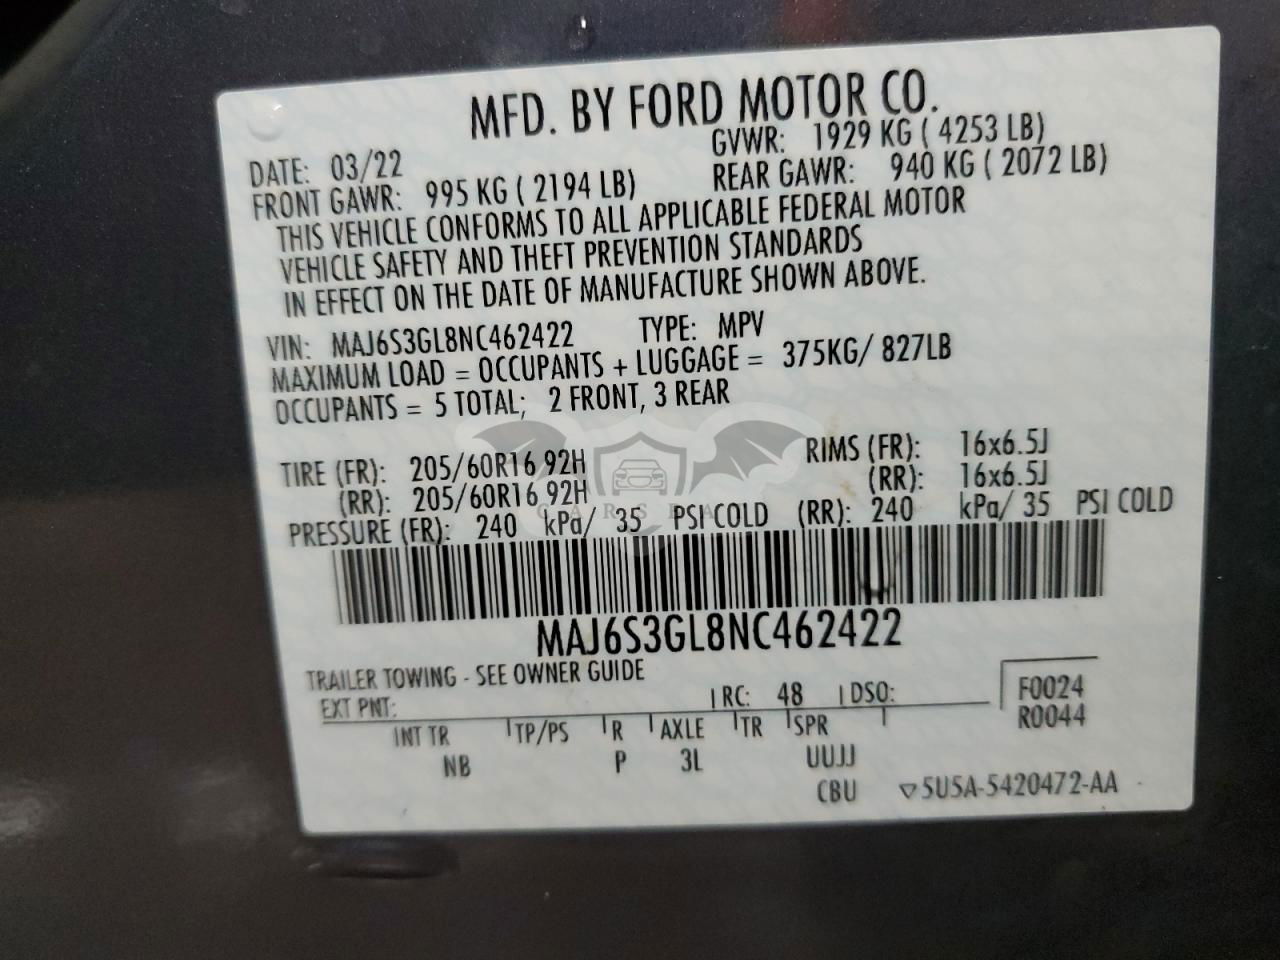 MFD. BY FORD MOTOR CO.
DATE: 03/22 GVWR: 1929 KG ( 4253 LB)
FRONT GAWR: 995 KG ( 2194 LB) REAR GAWR: 940 KG ( 2072 LB)
THIS VEHICLE CONFORMS TO ALL APPLICABLE FEDERAL MOTOR
VEHICLE SAFETY AND THEFT PREVENTION STANDARDS
IN EFFECT ON THE DATE OF MANUFACTURE SHOWN ABOVE.
VIN: MAJ6S3GL8NC462422 TYPE: MPV
MAXIMUM LOAD = OCCUPANTS + LUGGAGE = 375KG/ 827LB
OCCUPANTS = 5 TOTAL; 2 FRONT, 3 REAR
TIRE (FR): 205/60R16 92H RIMS (FR): 16x6.5J
(RR): 205/60R16 92H (RR): 16x6.5J
PRESSURE (FR): 240 kPa/ 35 PSI COLD (RR): 240 kPa/ 35 PSI COLD
MAJ6S3GL8NC462422
TRAILER TOWING - SEE OWNER GUIDE
EXT PNT: RC: 48 DSO: F0024
R0044
INT TR TP/PS R AXLE TR SPR
NB P 3L UUJJ
CBU ▽5U5A-5420472-AA